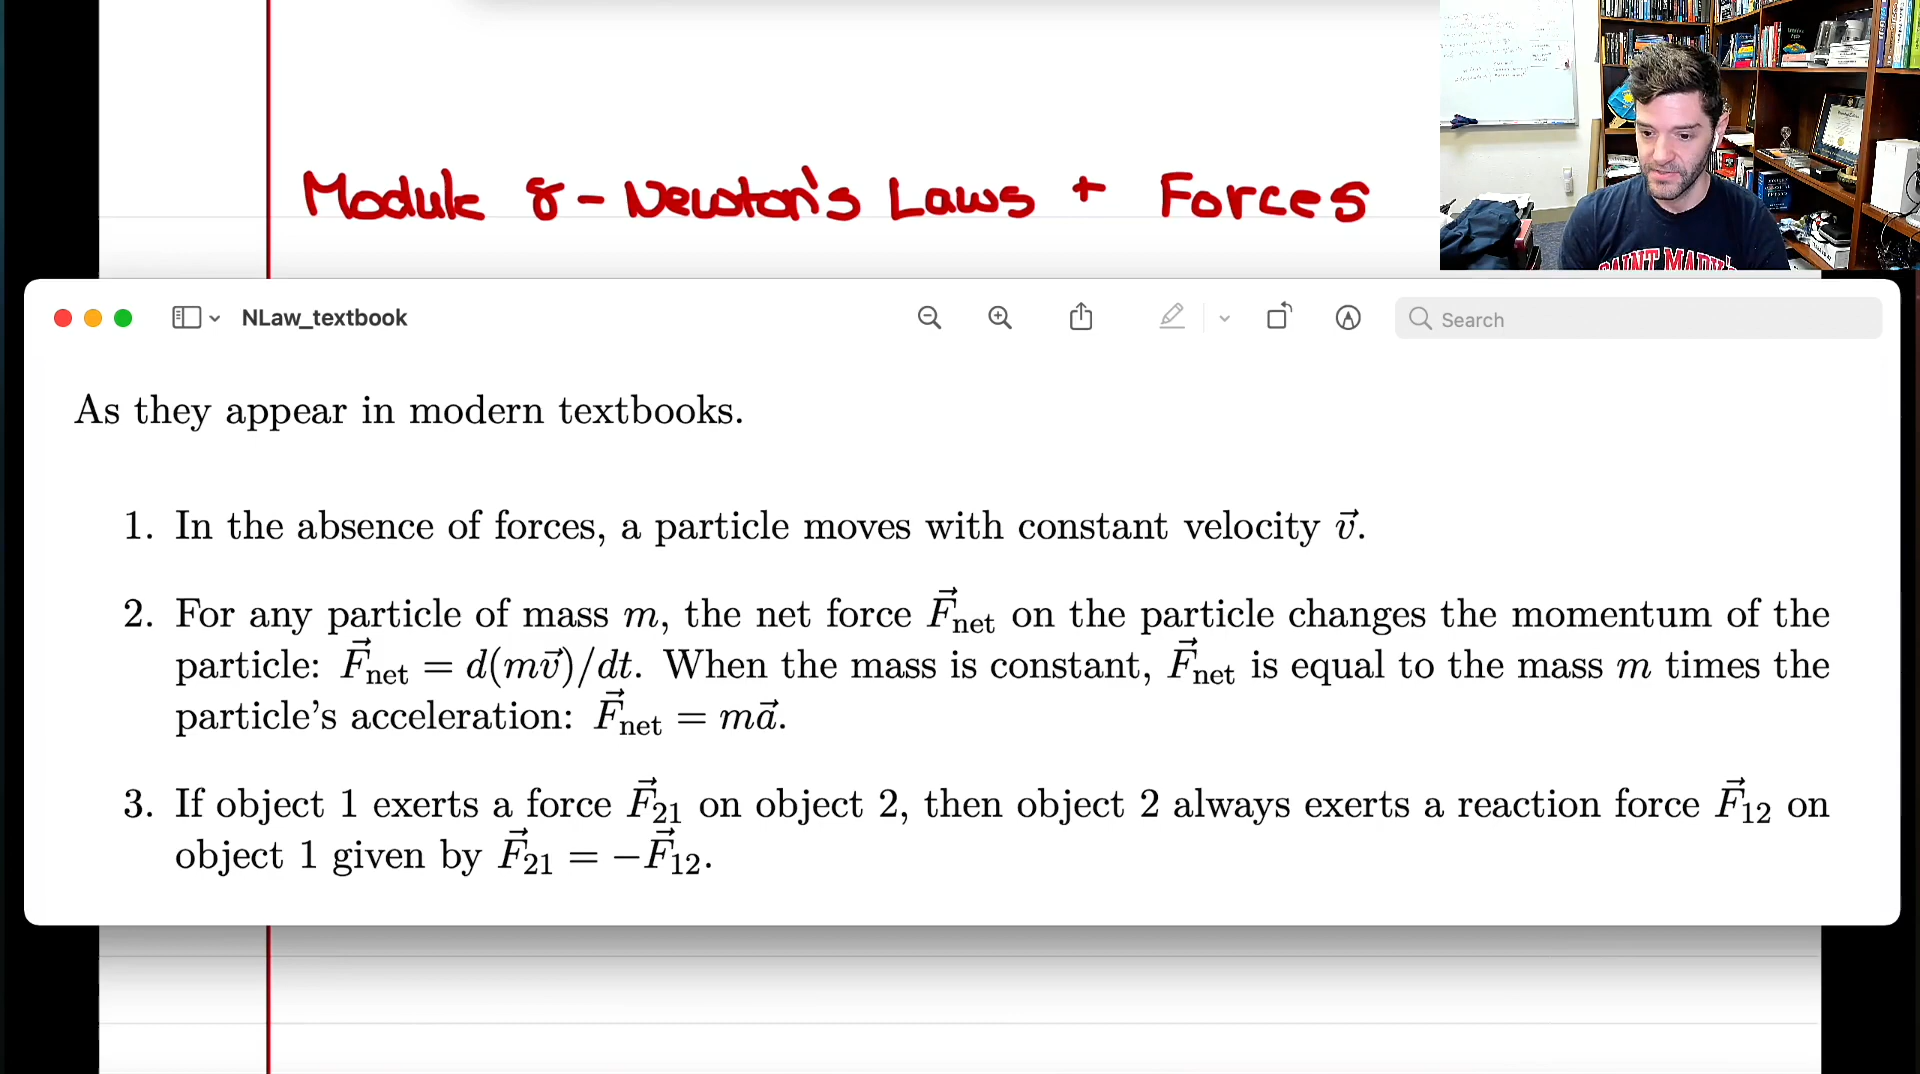 Module 8 - Newton's Laws + Forces
SAINT MARY'S
NLaw_textbook
Search
As they appear in modern textbooks.
1. In the absence of forces, a particle moves with constant velocity v⃗.
2. For any particle of mass m, the net force F⃗net on the particle changes the momentum of the
particle: F⃗net = d(mv⃗)/dt. When the mass is constant, F⃗net is equal to the mass m times the
particle’s acceleration: F⃗net = ma⃗.
3. If object 1 exerts a force F⃗21 on object 2, then object 2 always exerts a reaction force F⃗12 on
object 1 given by F⃗21 = −F⃗12.